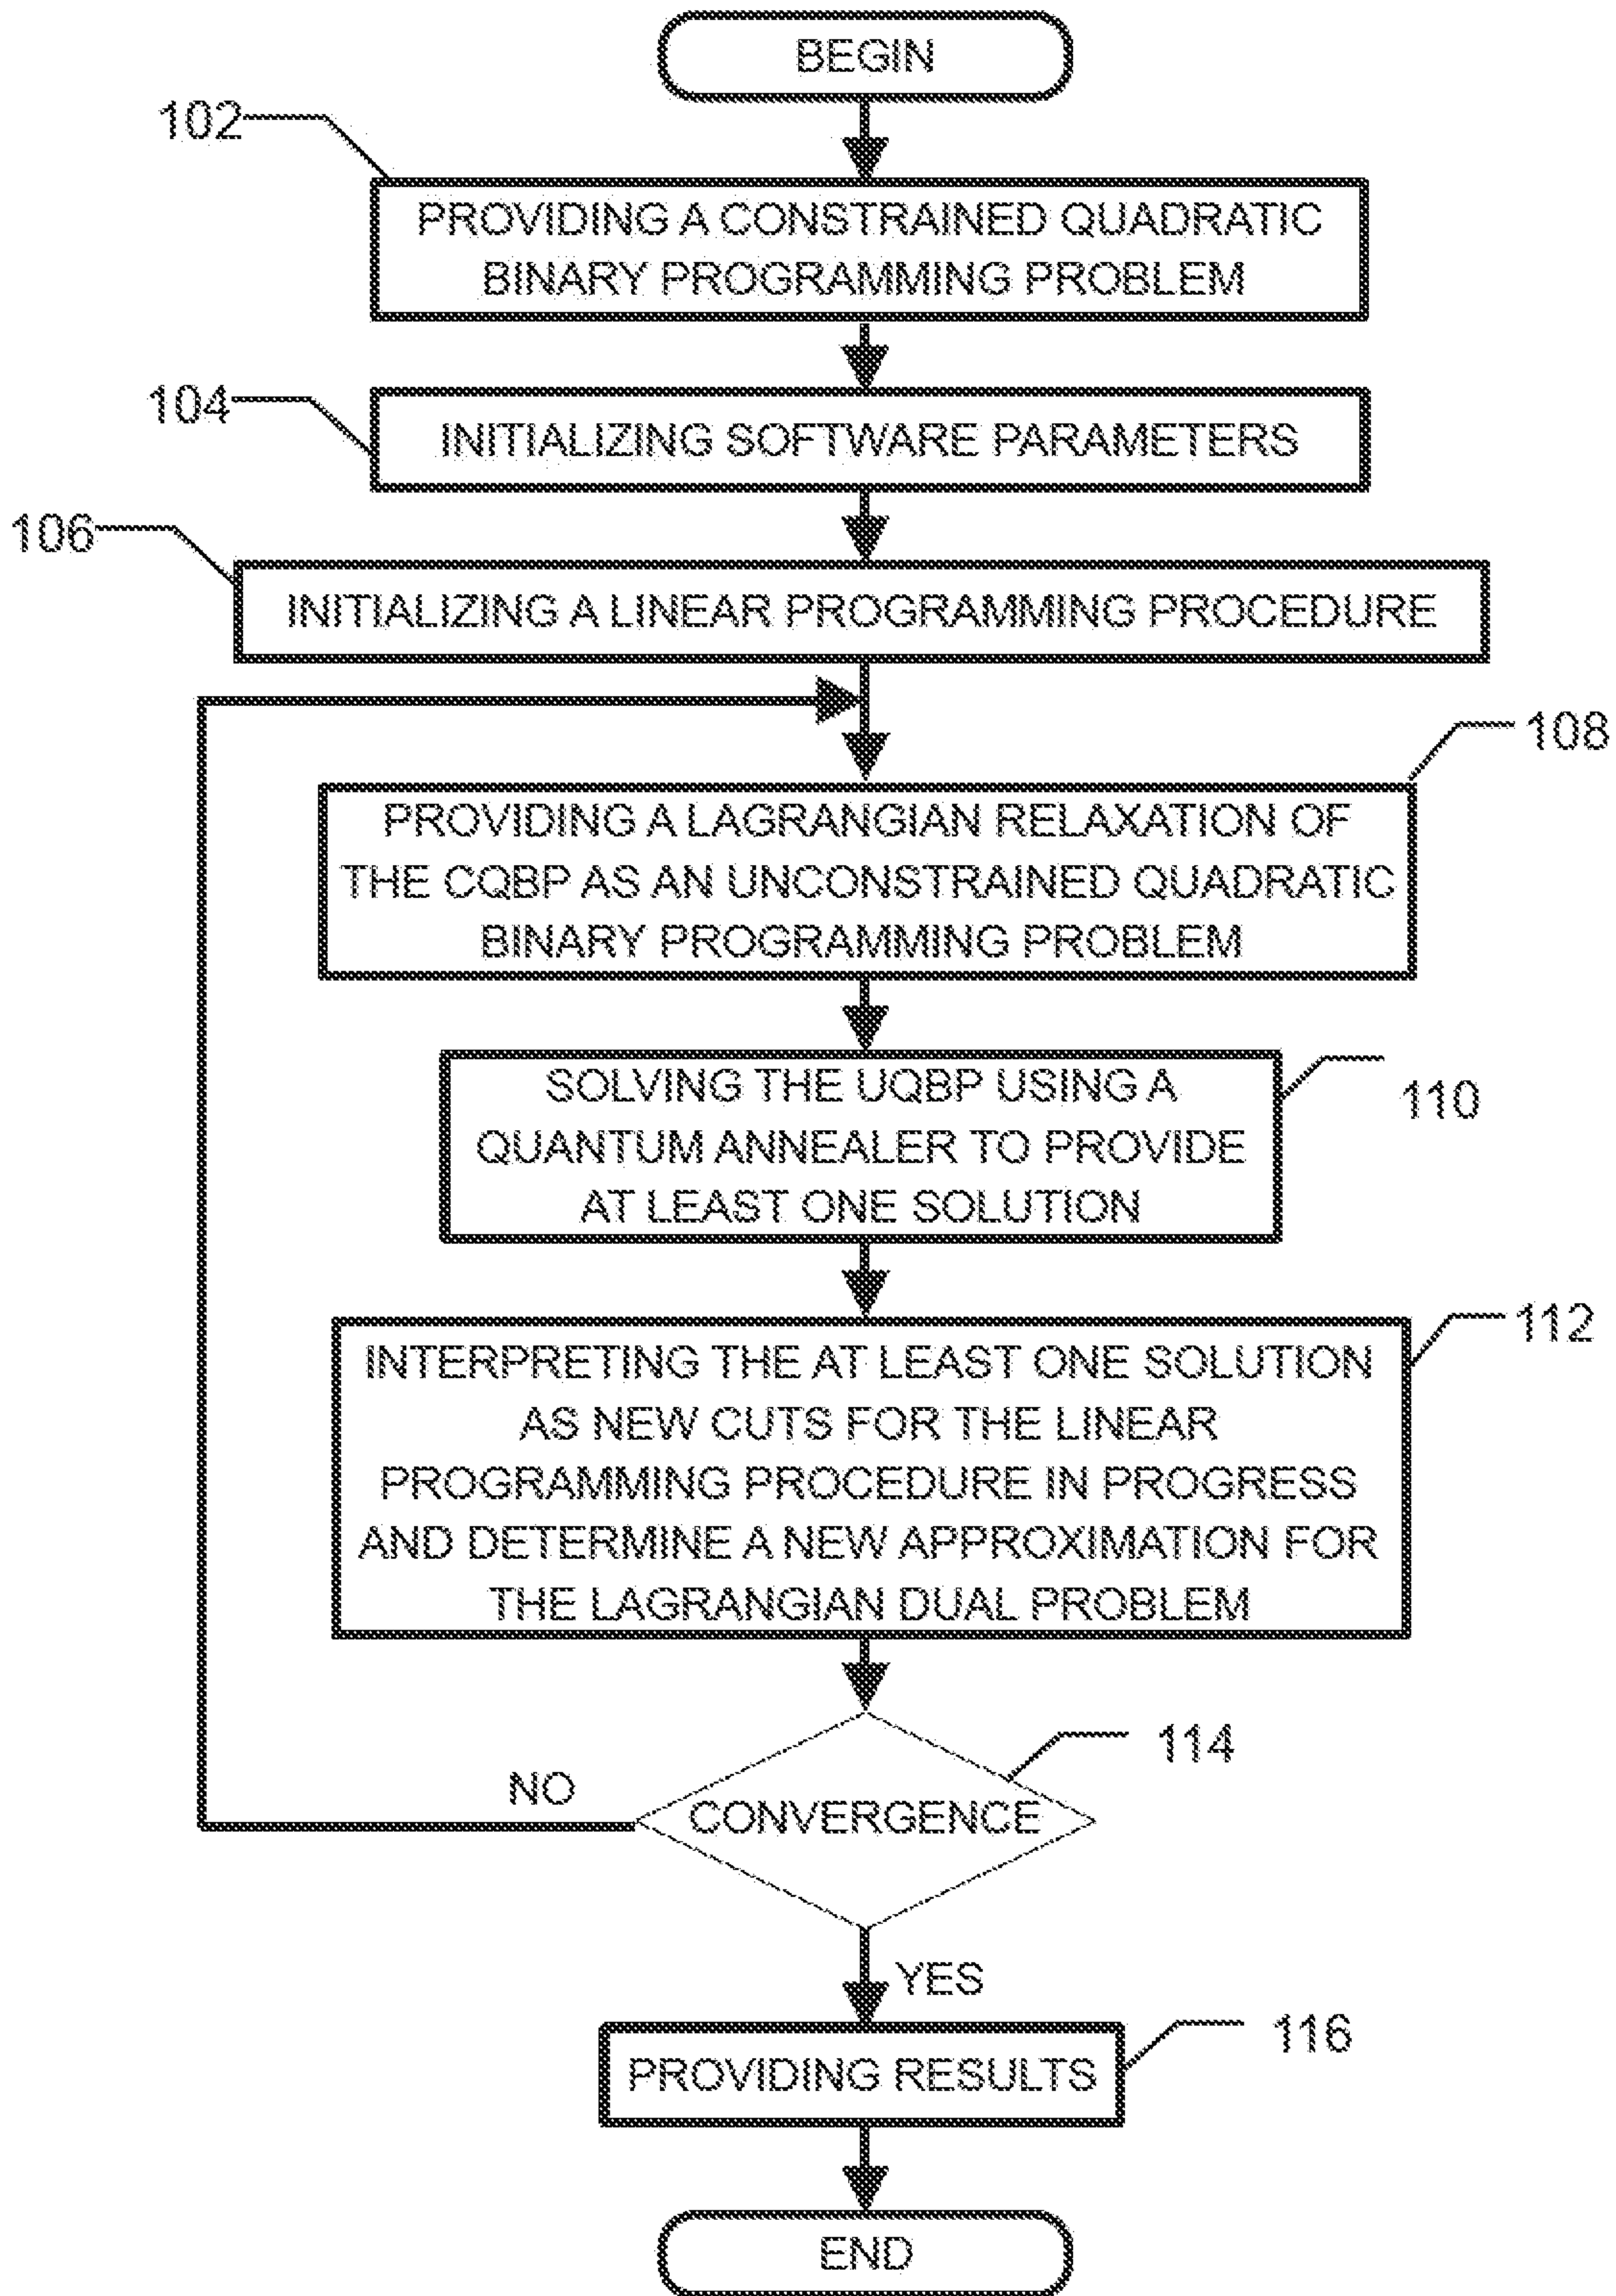 BEGIN
102
PROVIDING A CONSTRAINED QUADRATIC
BINARY PROGRAMMING PROBLEM
104
INITIALIZING SOFTWARE PARAMETERS
106
INITIALIZING A LINEAR PROGRAMMING PROCEDURE
108
PROVIDING A LAGRANGIAN RELAXATION OF
THE CQBP AS AN UNCONSTRAINED QUADRATIC
BINARY PROGRAMMING PROBLEM
110
SOLVING THE UQBP USING A
QUANTUM ANNEALER TO PROVIDE
AT LEAST ONE SOLUTION
112
INTERPRETING THE AT LEAST ONE SOLUTION
AS NEW CUTS FOR THE LINEAR
PROGRAMMING PROCEDURE IN PROGRESS
AND DETERMINE A NEW APPROXIMATION FOR
THE LAGRANGIAN DUAL PROBLEM
114
NO
CONVERGENCE
YES
116
PROVIDING RESULTS
END